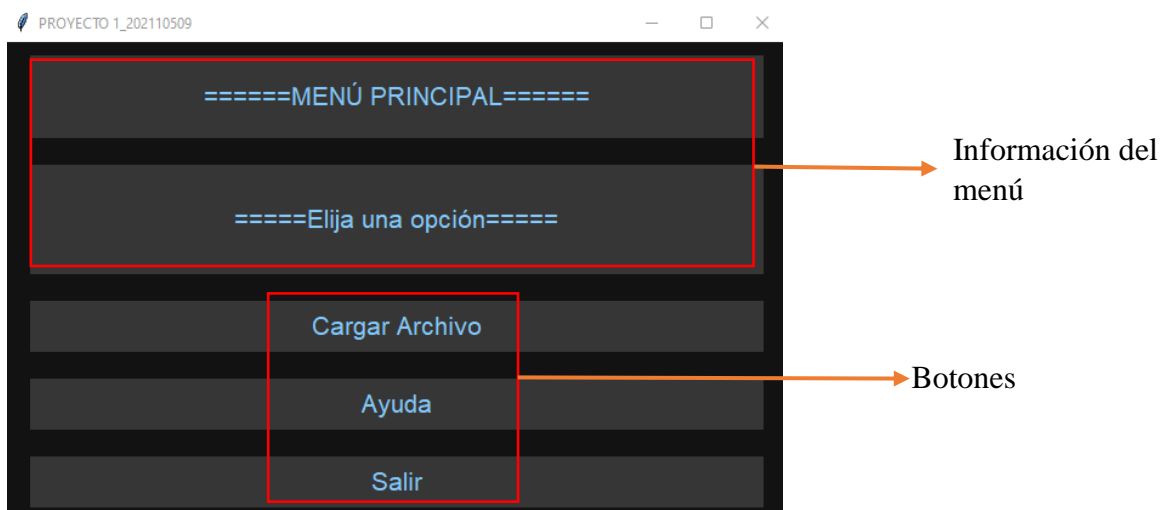 PROYECTO 1_202110509
======MENÚ PRINCIPAL======
=====Elija una opción=====
Cargar Archivo
Ayuda
Salir
Información del
menú
Botones